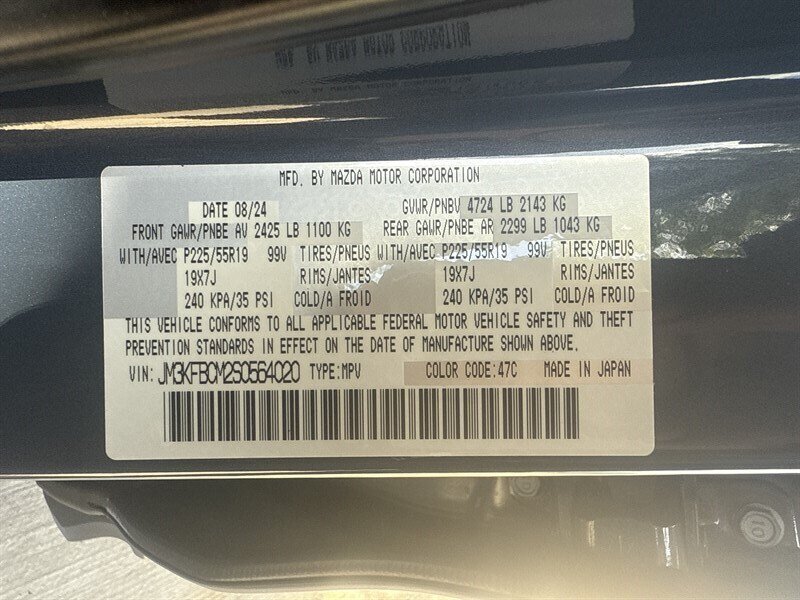 MFD. BY MAZDA MOTOR CORPORATION
DATE 08/24 GVWR/PNBV 4724 LB 2143 KG
FRONT GAWR/PNBE AV 2425 LB 1100 KG REAR GAWR/PNBE AR 2299 LB 1043 KG
WITH/AVEC P225/55R19 99V TIRES/PNEUS WITH/AVEC P225/55R19 99V TIRES/PNEUS
19X7J RIMS/JANTES 19X7J RIMS/JANTES
240 KPA/35 PSI COLD/A FROID 240 KPA/35 PSI COLD/A FROID
THIS VEHICLE CONFORMS TO ALL APPLICABLE FEDERAL MOTOR VEHICLE SAFETY AND THEFT
PREVENTION STANDARDS IN EFFECT ON THE DATE OF MANUFACTURE SHOWN ABOVE.
VIN: JM3KFBCM2S0564020 TYPE:MPV COLOR CODE:47C MADE IN JAPAN